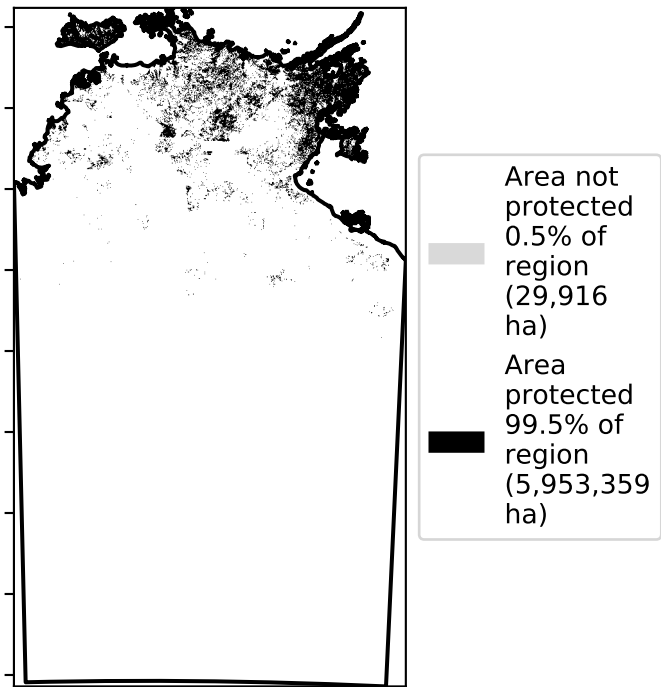 Area not
protected
0.5% of
region
(29,916
ha)
Area
protected
99.5% of
region
(5,953,359
ha)